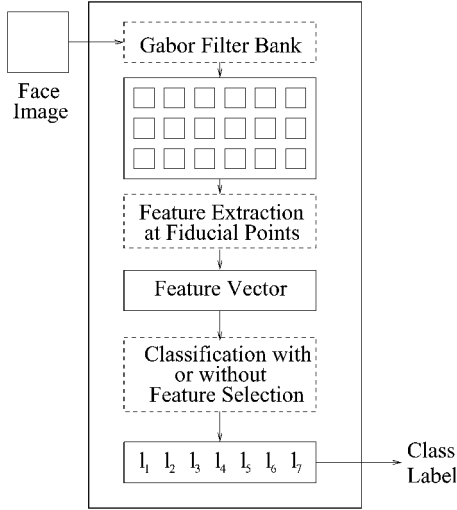 Gabor Filter Bank
Face
Image
Feature Extraction
at Fiducial Points
Feature Vector
Classification with
or without
Feature Selection
l1 l2 l3 l4 l5 l6 l7
Class
Label